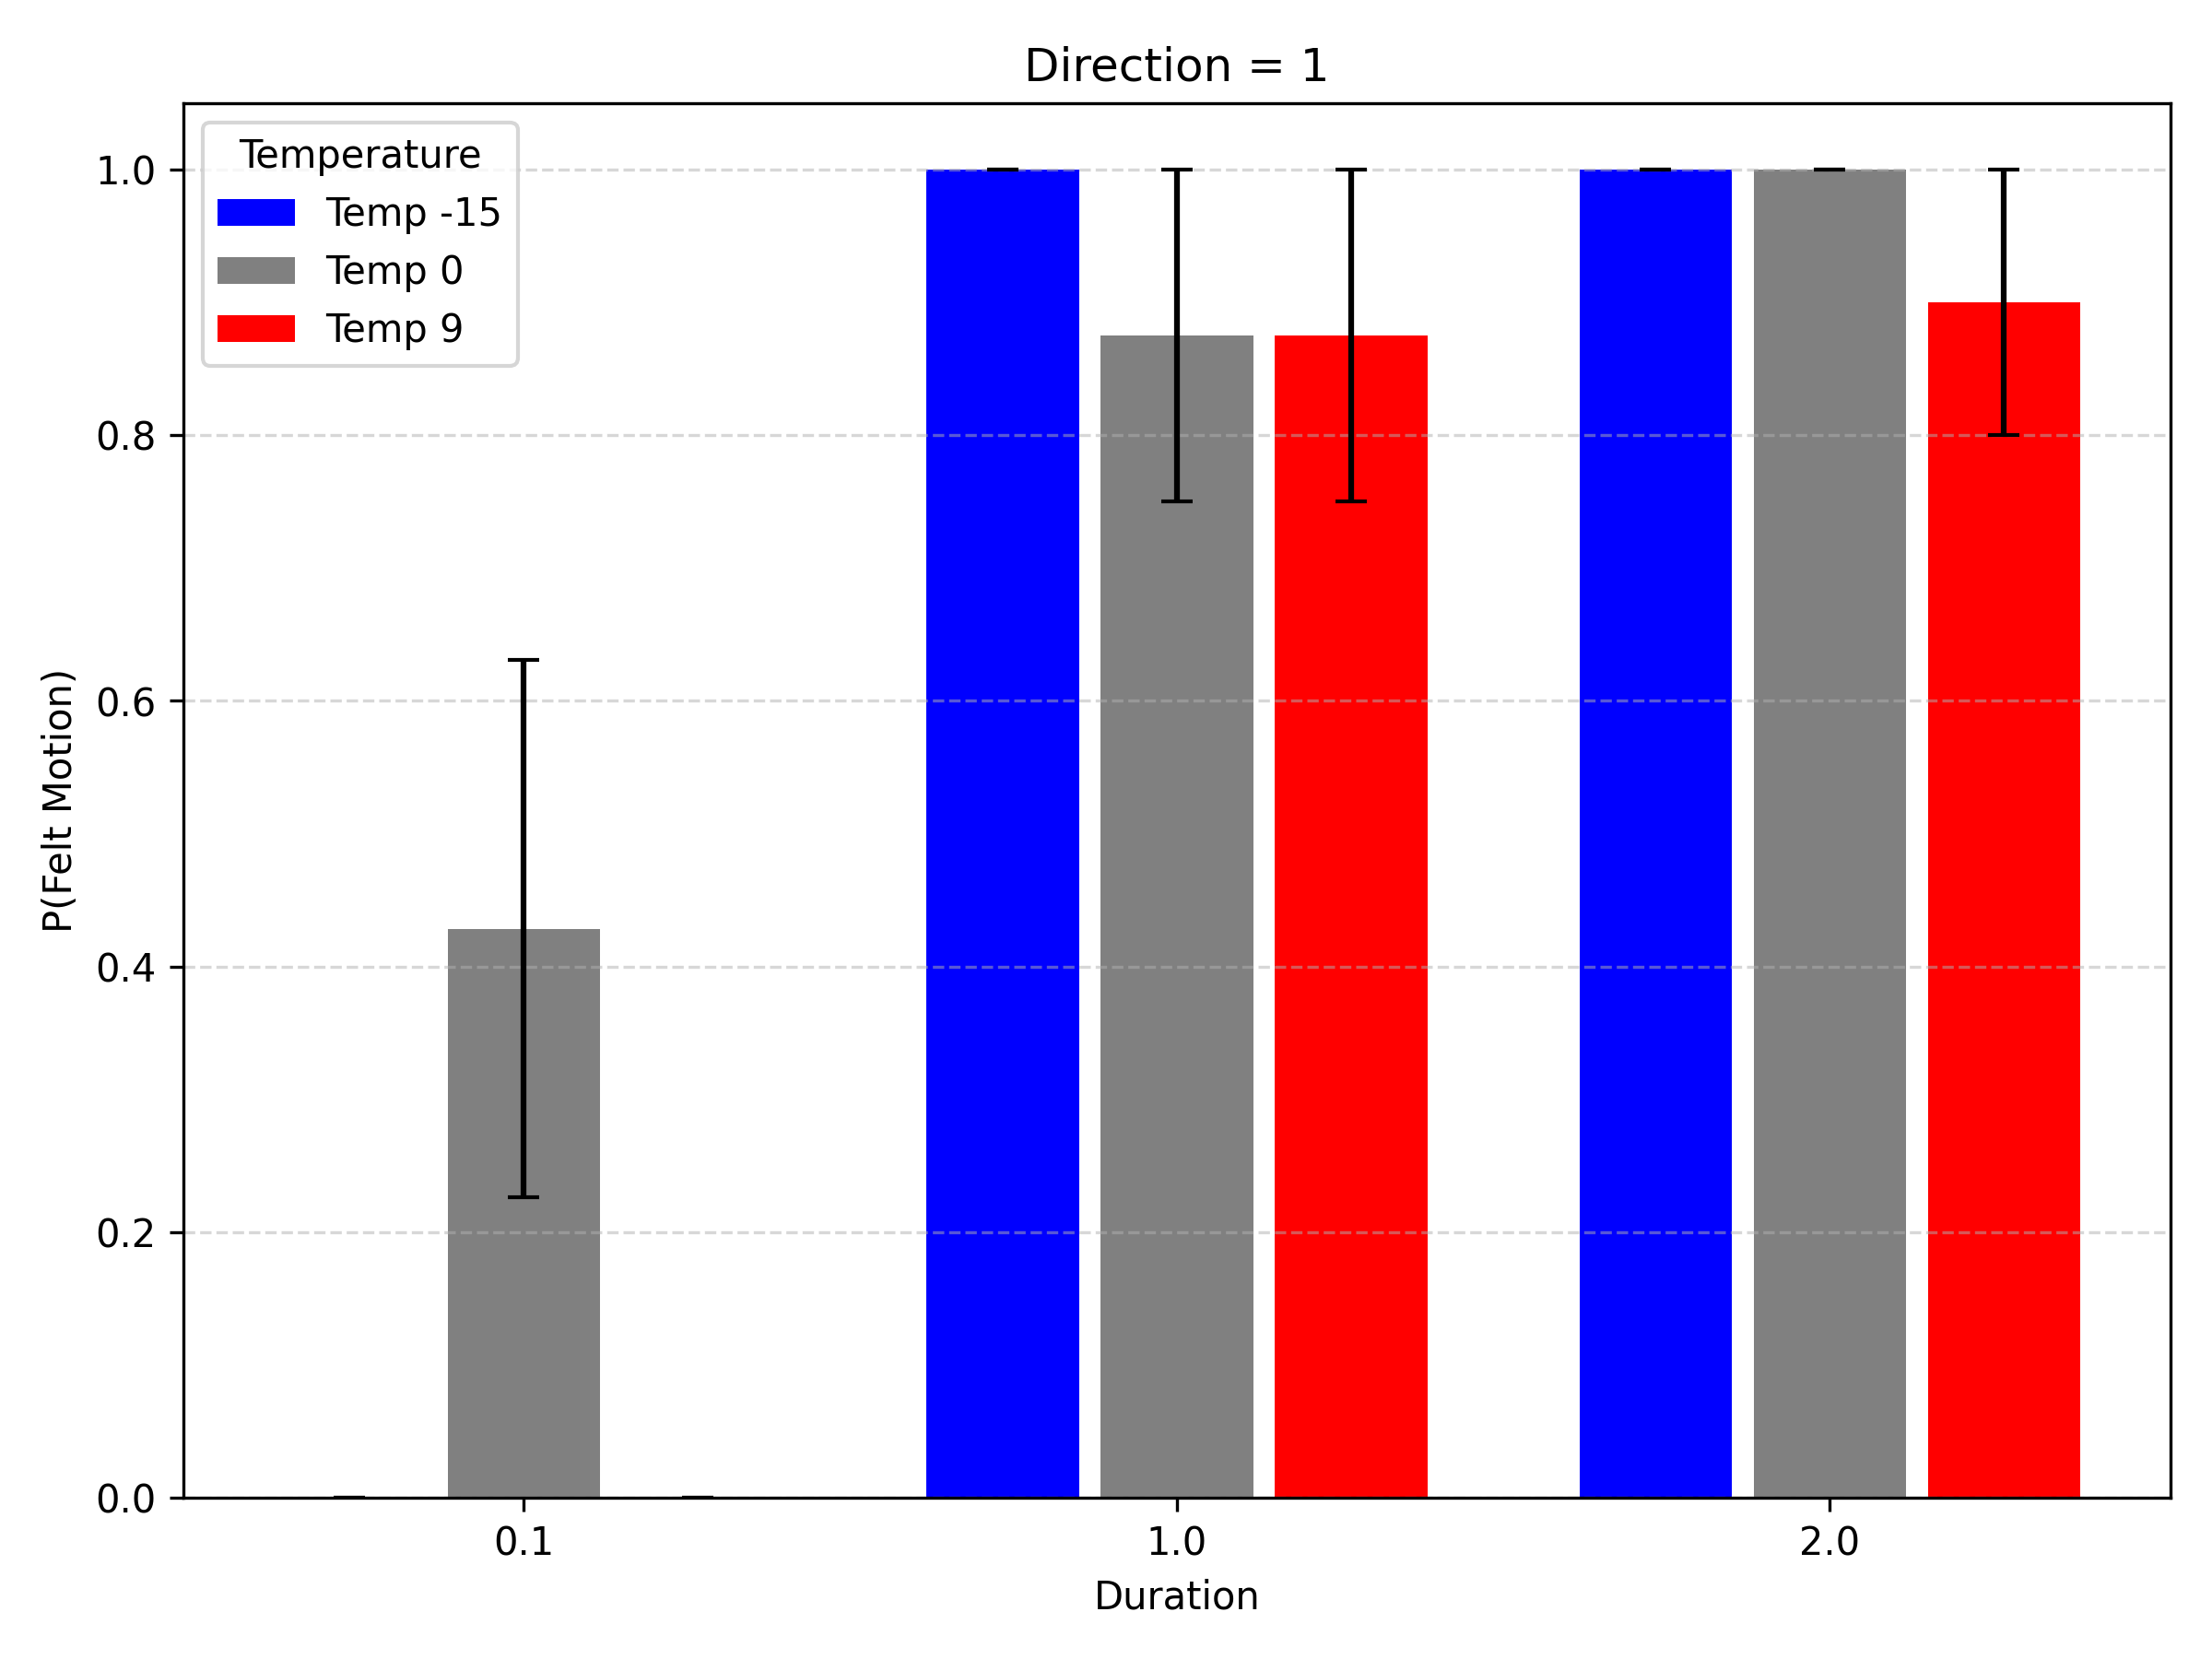 Direction = 1
Temperature
Temp -15
Temp 0
Temp 9
P(Felt Motion)
1.0
0.8
0.6
0.4
0.2
0.0
0.1
1.0
2.0
Duration